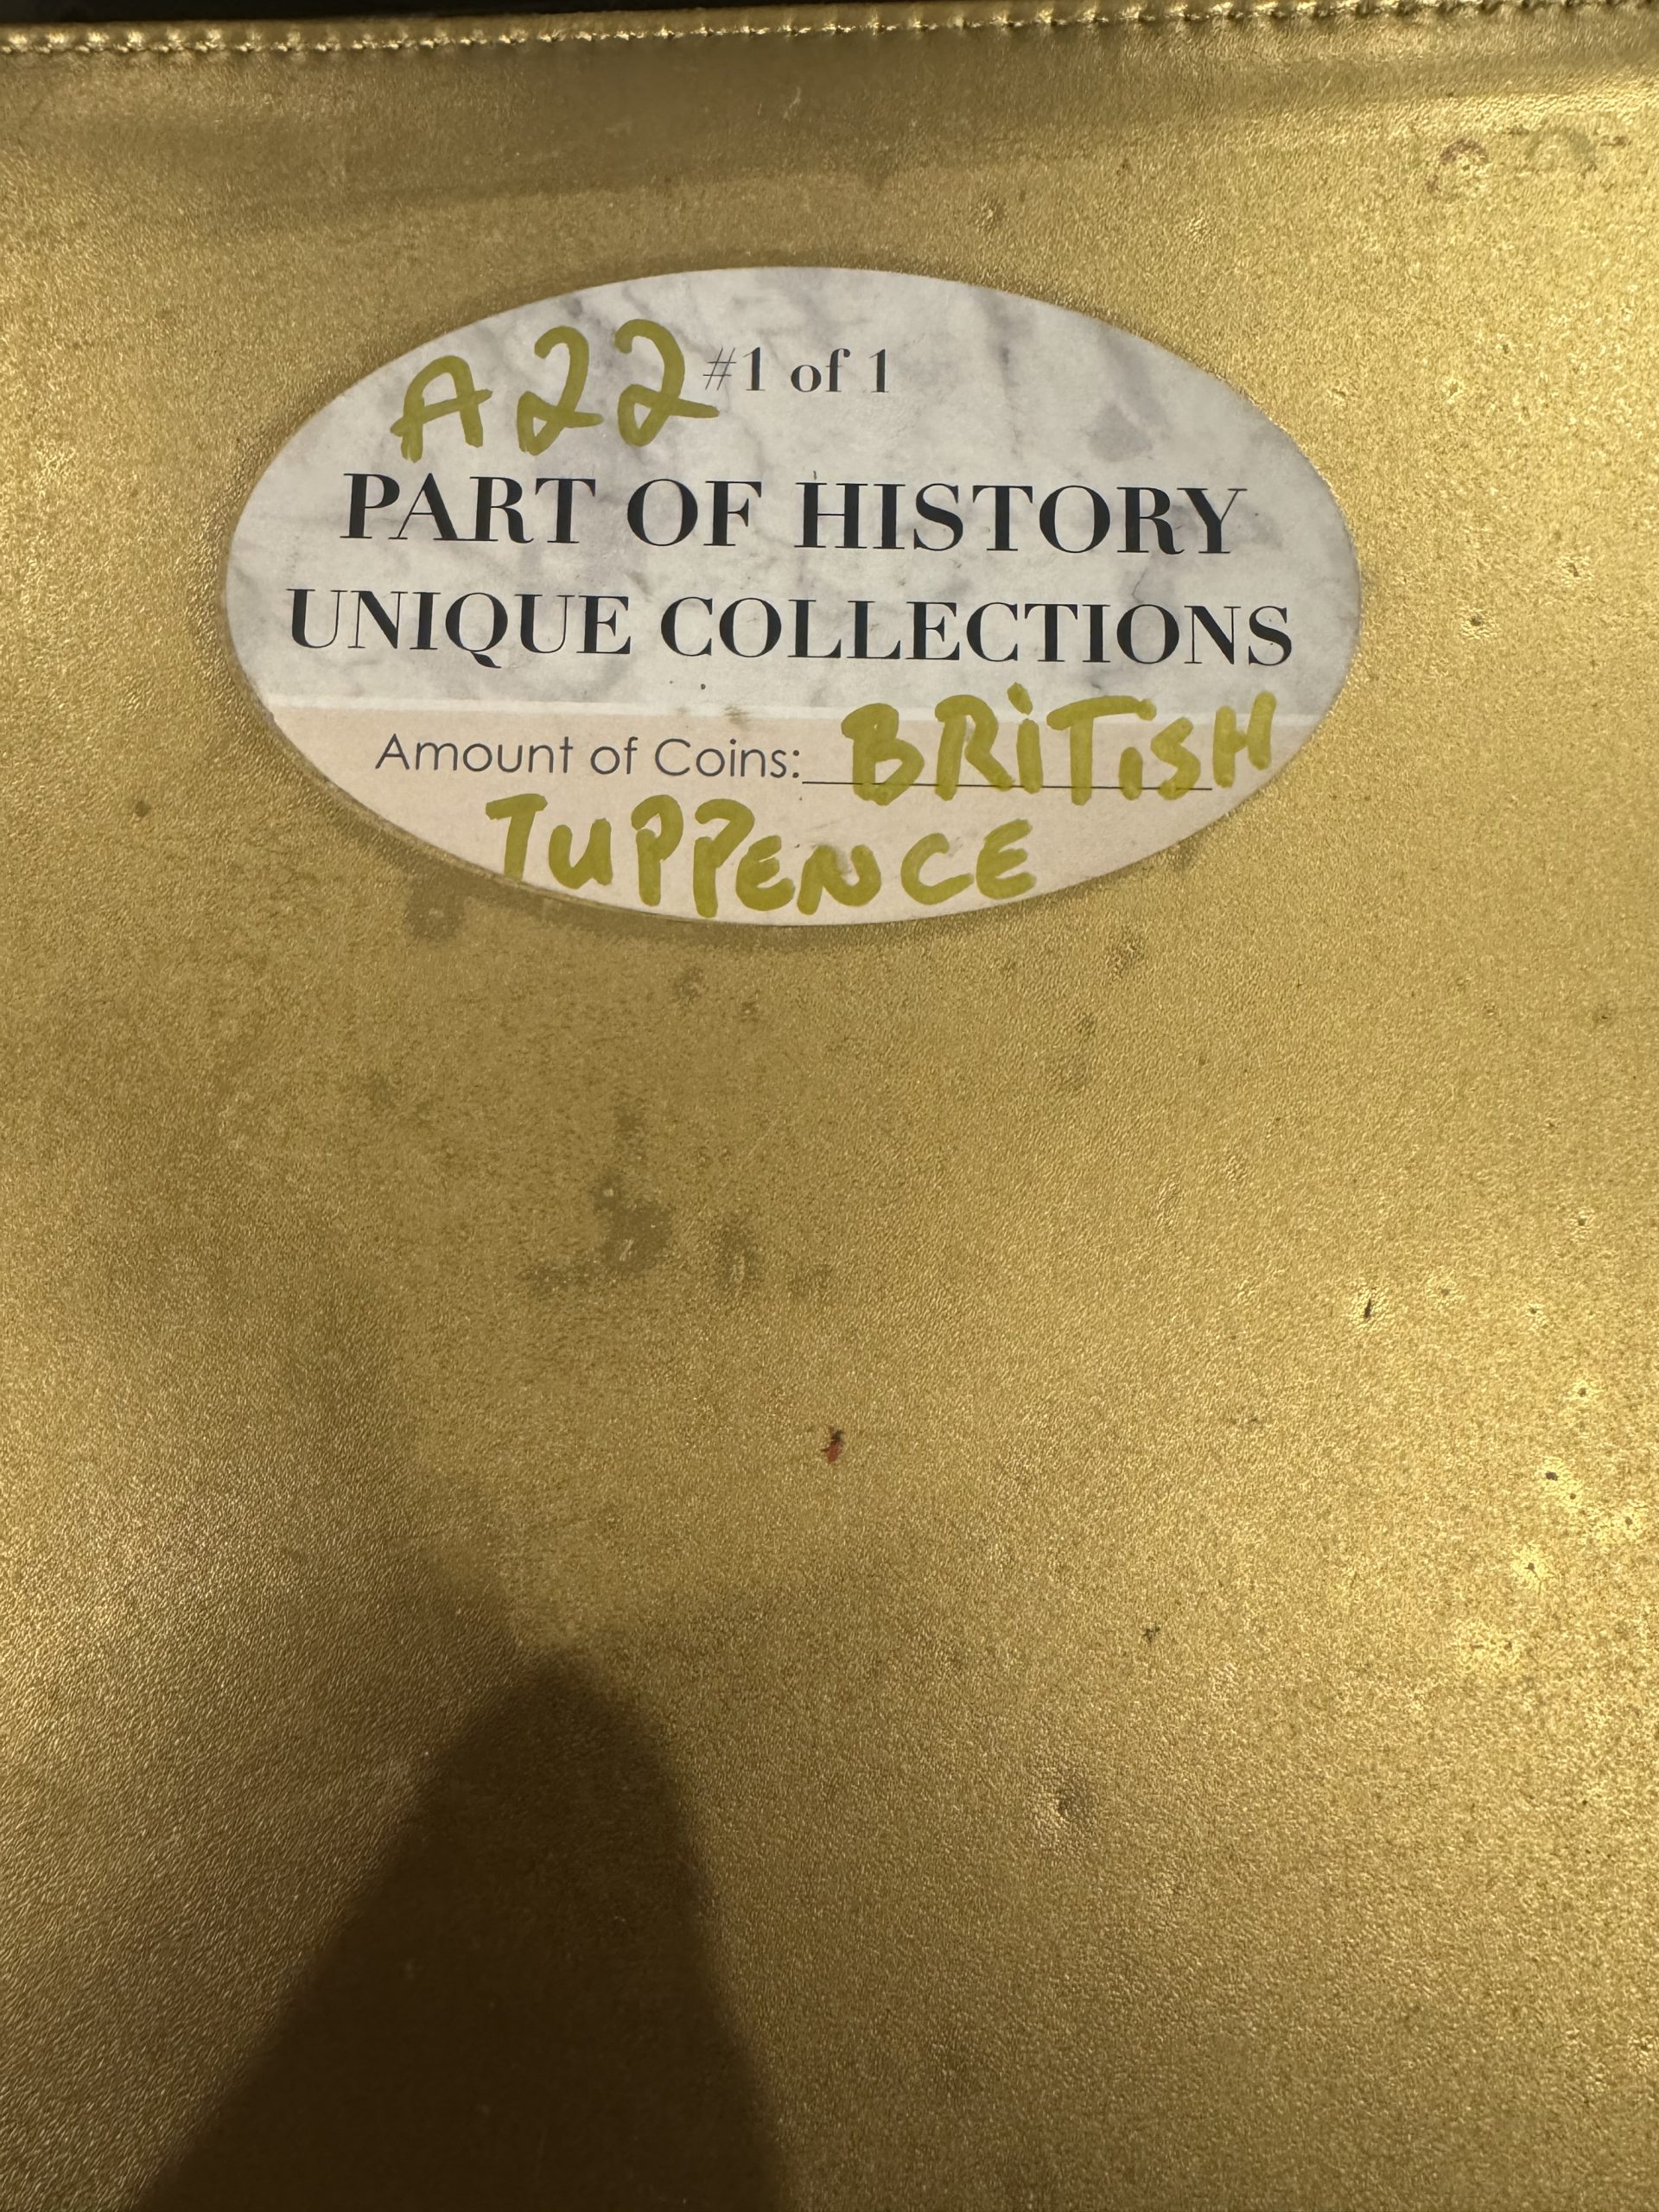 A22 #1 of 1
PART OF HISTORY
UNIQUE COLLECTIONS
Amount of Coins: BRiTiSH
TUPPENCE